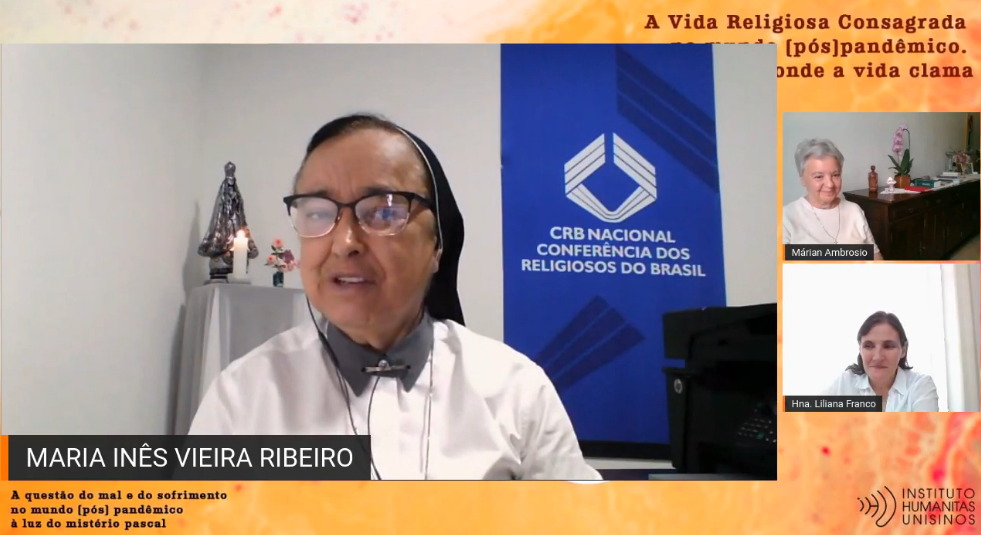 A Vida Religiosa Consagrada
[pós]pandêmico.
onde a vida clama
CRB NACIONAL
CONFERÊNCIA DOS
RELIGIOSOS DO BRASIL
Márian Ambrosio
Hna. Liliana Franco
MARIA INÊS VIEIRA RIBEIRO
A questão do mal e do sofrimento
no mundo [pós] pandêmico
à luz do mistério pascal
INSTITUTO
HUMANITAS
UNISINOS